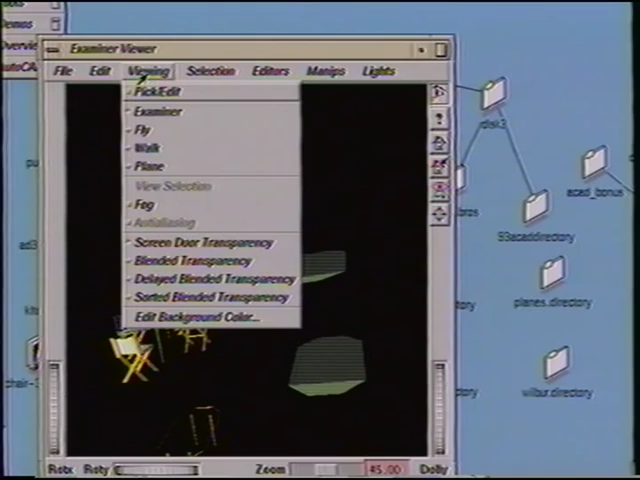 Demos
Examiner Viewer
File Edit Viewing Selection Editors Manips Lights
Pick/Edit
Examiner
Fly
Walk
Plane
View Selection
Fog
Antialiasing
Screen Door Transparency
Blended Transparency
Delayed Blended Transparency
Sorted Blended Transparency
Edit Background Color...
?
rdisk3
acad_bonus
93acaddirectory
planes.directory
wilbur.directory
Rotx Roty Zoom 45.00 Dolly